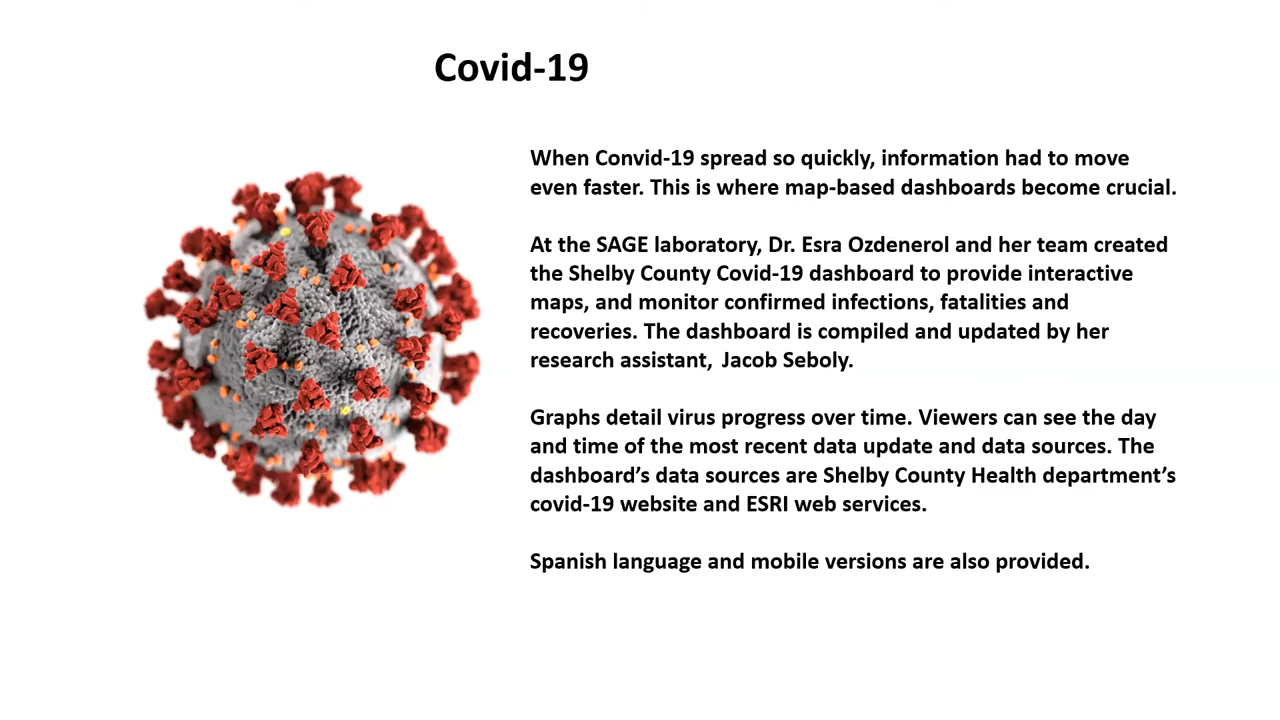 Covid-19
When Convid-19 spread so quickly, information had to move
even faster. This is where map-based dashboards become crucial.
At the SAGE laboratory, Dr. Esra Ozdenerol and her team created
the Shelby County Covid-19 dashboard to provide interactive
maps, and monitor confirmed infections, fatalities and
recoveries. The dashboard is compiled and updated by her
research assistant, Jacob Seboly.
Graphs detail virus progress over time. Viewers can see the day
and time of the most recent data update and data sources. The
dashboard’s data sources are Shelby County Health department’s
covid-19 website and ESRI web services.
Spanish language and mobile versions are also provided.